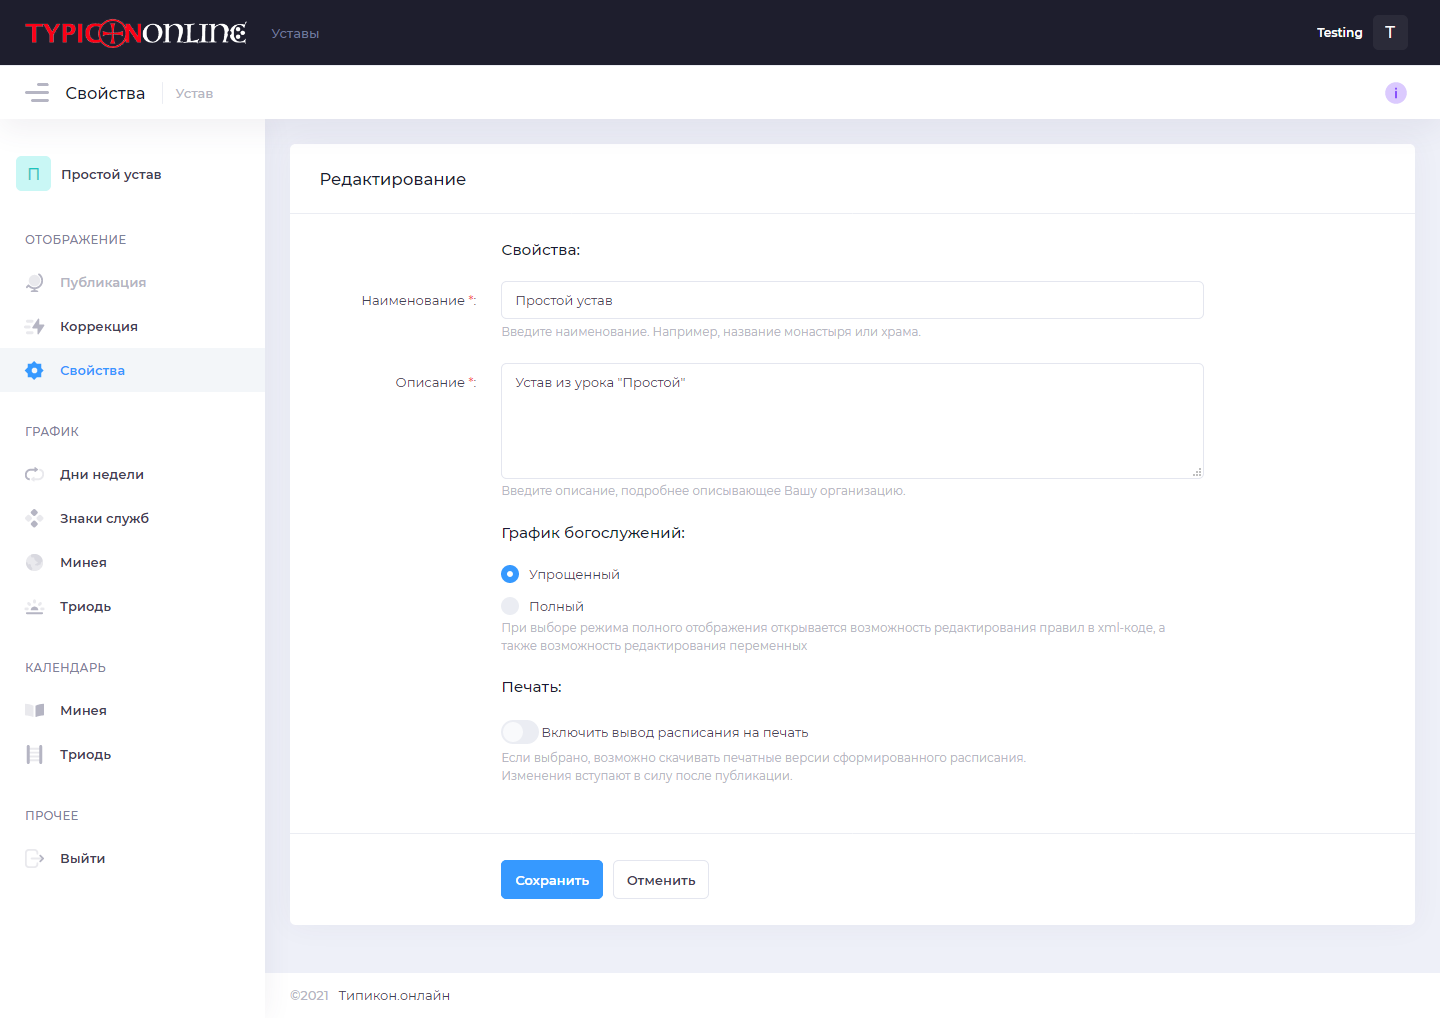 TYPICONONLINE
Уставы
Testing
T
Свойства
Устав
i
П
Простой устав
ОТОБРАЖЕНИЕ
Публикация
Коррекция
Свойства
ГРАФИК
Дни недели
Знаки служб
Минея
Триодь
КАЛЕНДАРЬ
Минея
Триодь
ПРОЧЕЕ
Выйти
Редактирование
Свойства:
Наименование *:
Простой устав
Введите наименование. Например, название монастыря или храма.
Описание *:
Устав из урока "Простой"
Введите описание, подробнее описывающее Вашу организацию.
График богослужений:
Упрощенный
Полный
При выборе режима полного отображения открывается возможность редактирования правил в xml-коде, а
также возможность редактирования переменных
Печать:
Включить вывод расписания на печать
Если выбрано, возможно скачивать печатные версии сформированного расписания.
Изменения вступают в силу после публикации.
Сохранить
Отменить
©2021 Типикон.онлайн